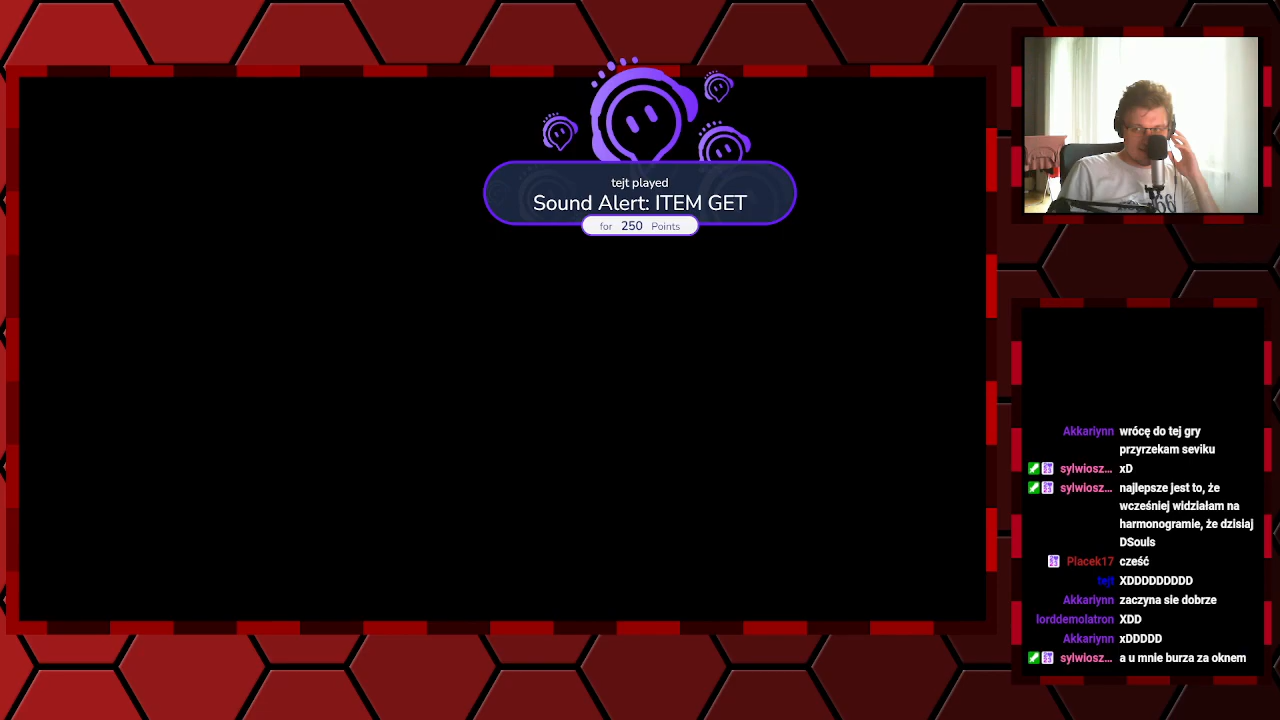 tejt played
Sound Alert: ITEM GET
for 250 Points
Akkariynn wrócę do tej gry
przyrzekam seviku
sylwiosz... xD
sylwiosz... najlepsze jest to, że
wcześniej widziałam na
harmonogramie, że dzisiaj
DSouls
Placek17 cześć
tejt XDDDDDDDDD
Akkariynn zaczyna sie dobrze
lorddemolatron XDD
Akkariynn xDDDDD
sylwiosz... a u mnie burza za oknem